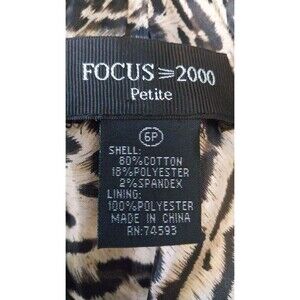 FOCUS 2000
Petite
6P
SHELL:
80%COTTON
18%POLYESTER
2%SPANDEX
LINING:
100%POLYESTER
MADE IN CHINA
RN:74593